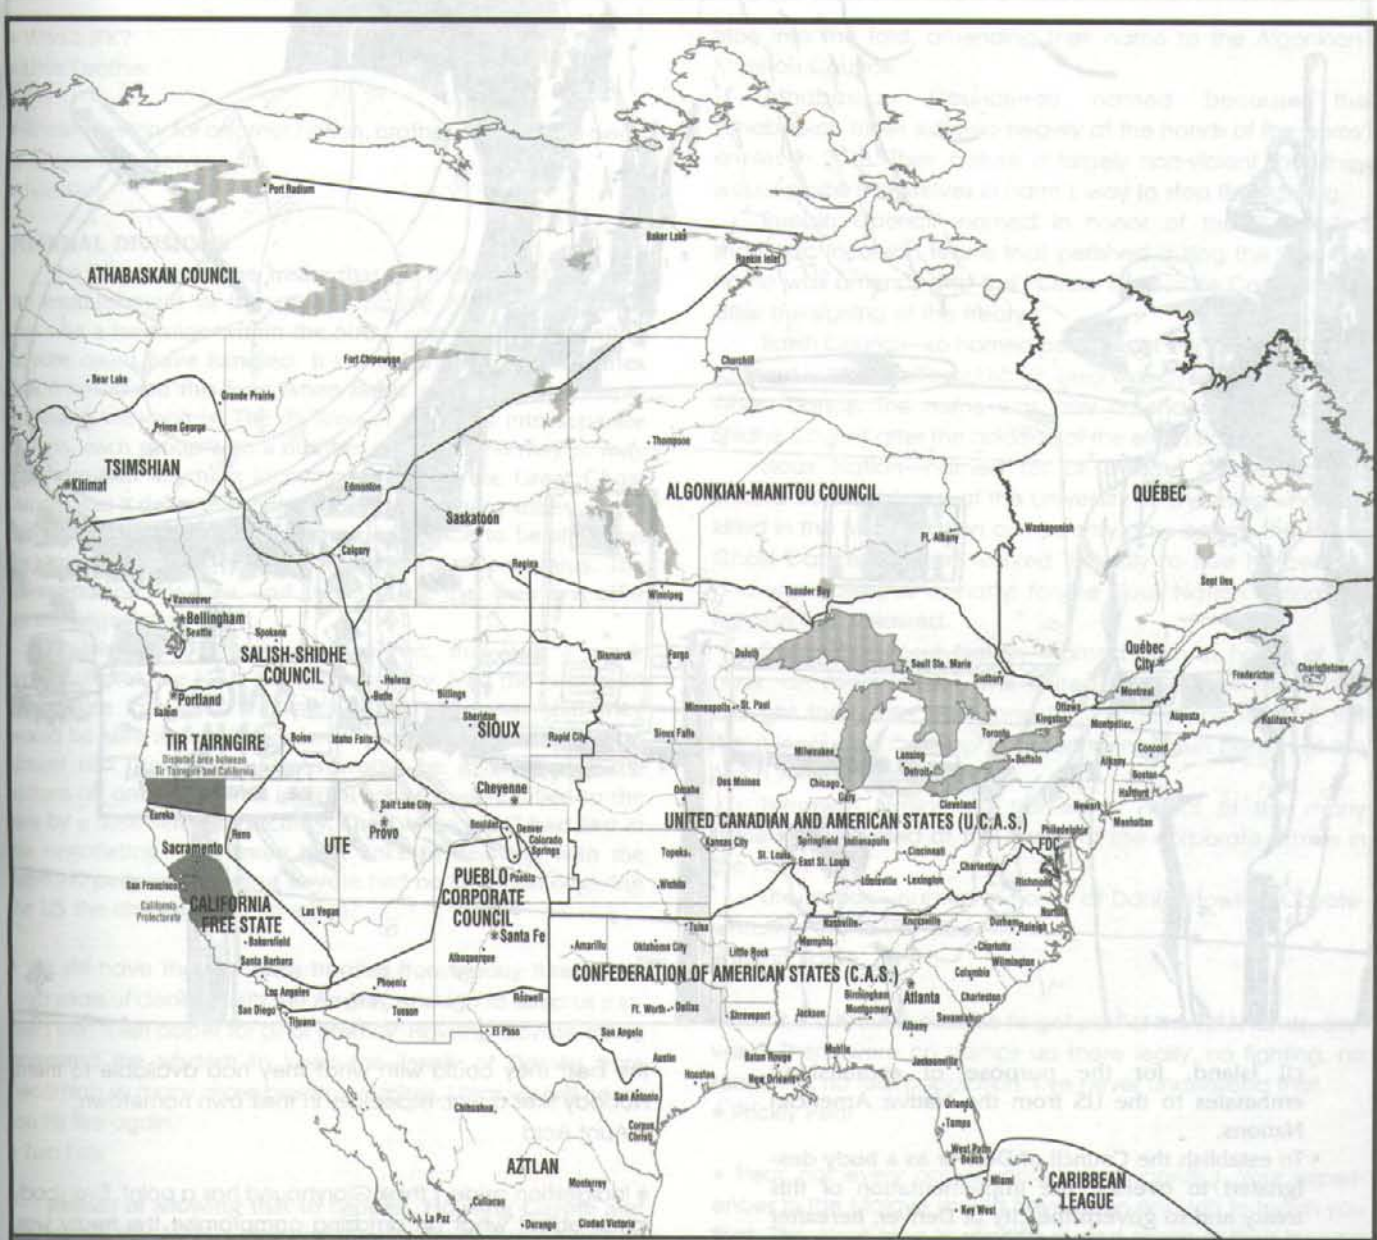 Port Radium
Baker Lake
Rankin Inlet
ATHABASKAN COUNCIL
Fort Chipewayo
Churchill
Bear Lake
Grande Prairie
Prince George
Thompson
TSIMSHIAN
Kitimat
Edmonton
ALGONKIAN-MANITOU COUNCIL
QUÉBEC
Saskatoon
Waskagonish
Ft. Albany
Calgary
Regina
Winnipeg
Thunder Bay
Sept Iles
Vancouver
Bellingham
Seattle
Spokane
SALISH-SHIDHE
COUNCIL
Bismarck
Fargo
Duluth
Sault Ste. Marie
Sudbury
Québec
City
Charlottetown
Fredericton
Helena
Butte
Billings
Portland
Salem
Minneapolis
St. Paul
Ottawa
Montreal
Kingston
Montpelier
Augusta
Halifax
Sheridan
SIOUX
Rapid City
Sioux Falls
Toronto
Boise
Idaho Falls
TIR TAIRNGIRE
Disputed area between
Tir Tairngire and California
Milwaukee
Lansing
Detroit
Buffalo
Albany
Concord
Boston
Hartford
Chicago
Gary
Des Moines
Omaha
Cleveland
Newark
Manhattan
Cheyenne
Salt Lake City
Provo
Eureka
Reno
UNITED CANADIAN AND AMERICAN STATES (U.C.A.S.)
Philadelphia
FDC
Boulder
Denver
Colorado
Springs
Kansas City
Springfield
Indianapolis
Sacramento
UTE
Topeka
St. Louis
East St. Louis
Cincinnati
Charleston
San Francisco
California
Protectorate
CALIFORNIA
FREE STATE
PUEBLO
CORPORATE
COUNCIL
Pueblo
Wichita
Louisville
Lexington
Richmond
Norfolk
Las Vegas
Bakersfield
Santa Barbara
Santa Fe
Albuquerque
Tulsa
Nashville
Knoxville
Durham
Raleigh
Amarillo
Oklahoma City
Little Rock
Memphis
Charlotte
Wilmington
CONFEDERATION OF AMERICAN STATES (C.A.S.)
Columbia
Los Angeles
San Diego
Tijuana
Phoenix
Tucson
Roswell
Ft. Worth
Dallas
Shreveport
Jackson
Birmingham
Montgomery
Atlanta
Charleston
Savannah
Albany
El Paso
San Angelo
Austin
Houston
Baton Rouge
New Orleans
Mobile
Jacksonville
San Antonio
Corpus
Christi
Chihuahua
Orlando
Tampa
West Palm
Beach
Miami
AZTLAN
Monterrey
CARIBBEAN
LEAGUE
Key West
La Paz
Durango
Ciudad Victoria